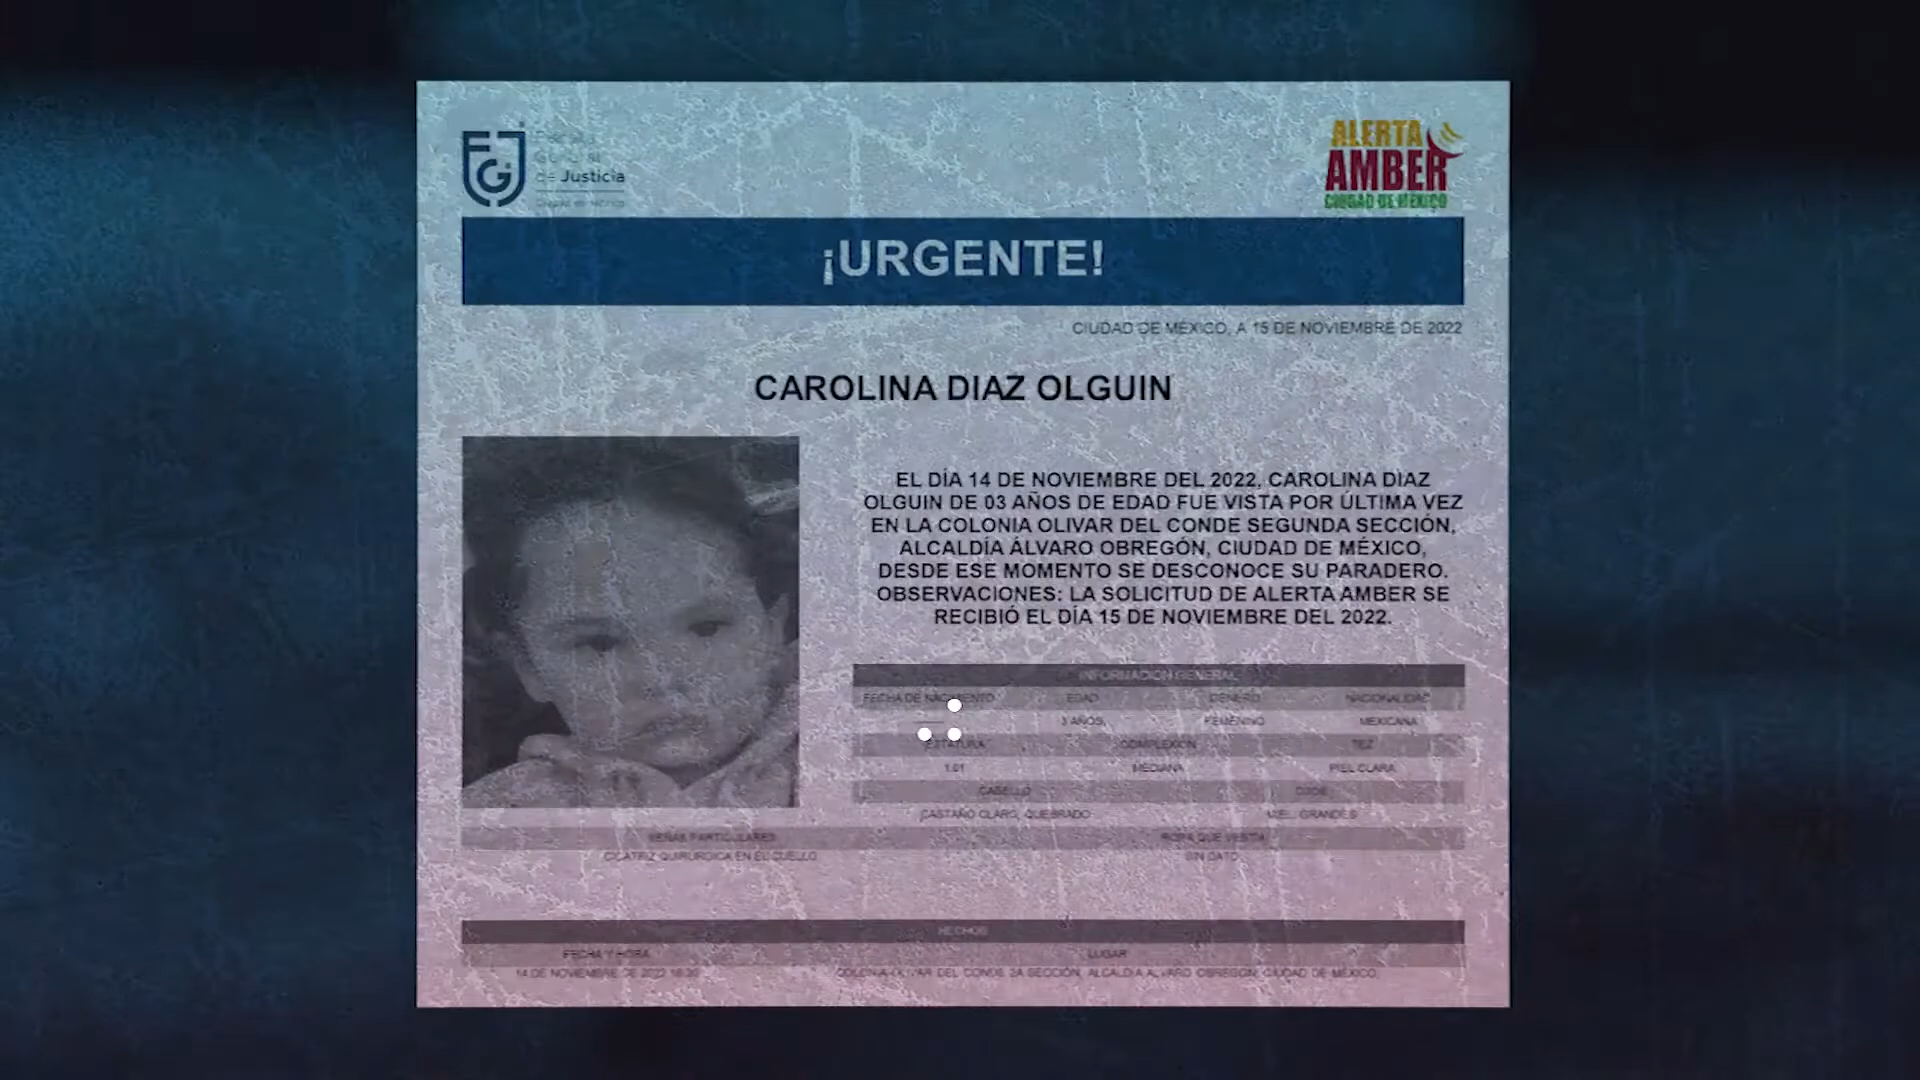 FGJ
Fiscalía
General
de Justicia
Ciudad de México
ALERTA
AMBER
CIUDAD DE MÉXICO
¡URGENTE!
CIUDAD DE MÉXICO, A 15 DE NOVIEMBRE DE 2022
CAROLINA DIAZ OLGUIN
EL DÍA 14 DE NOVIEMBRE DEL 2022, CAROLINA DIAZ
OLGUIN DE 03 AÑOS DE EDAD FUE VISTA POR ÚLTIMA VEZ
EN LA COLONIA OLIVAR DEL CONDE SEGUNDA SECCIÓN,
ALCALDÍA ÁLVARO OBREGÓN, CIUDAD DE MÉXICO,
DESDE ESE MOMENTO SE DESCONOCE SU PARADERO.
OBSERVACIONES: LA SOLICITUD DE ALERTA AMBER SE
RECIBIÓ EL DÍA 15 DE NOVIEMBRE DEL 2022.
INFORMACIÓN GENERAL
FECHA DE NACIMIENTO EDAD GÉNERO NACIONALIDAD
3 AÑOS, FEMENINO MEXICANA
ESTATURA COMPLEXIÓN TEZ
1.01 MEDIANA PIEL CLARA
CABELLO OJOS
CASTAÑO CLARO, QUEBRADO MIEL, GRANDES
SEÑAS PARTICULARES ROPA QUE VESTÍA
CICATRIZ QUIRÚRGICA EN EL CUELLO SIN DATO
HECHOS
FECHA Y HORA LUGAR
14 DE NOVIEMBRE DE 2022 COLONIA OLIVAR DEL CONDE 2A SECCIÓN, ALCALDÍA ALVARO OBREGÓN, CIUDAD DE MÉXICO.